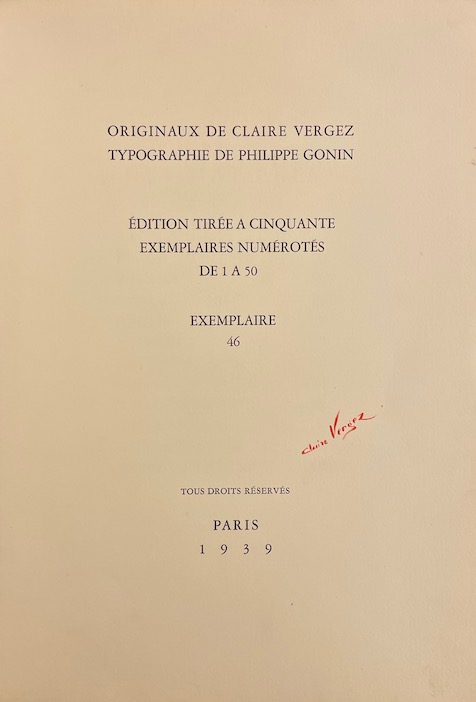 ORIGINAUX DE CLAIRE VERGEZ
TYPOGRAPHIE DE PHILIPPE GONIN
ÉDITION TIRÉE A CINQUANTE
EXEMPLAIRES NUMÉROTÉS
DE 1 A 50
EXEMPLAIRE
46
Claire Vergez
TOUS DROITS RÉSERVÉS
PARIS
1 9 3 9